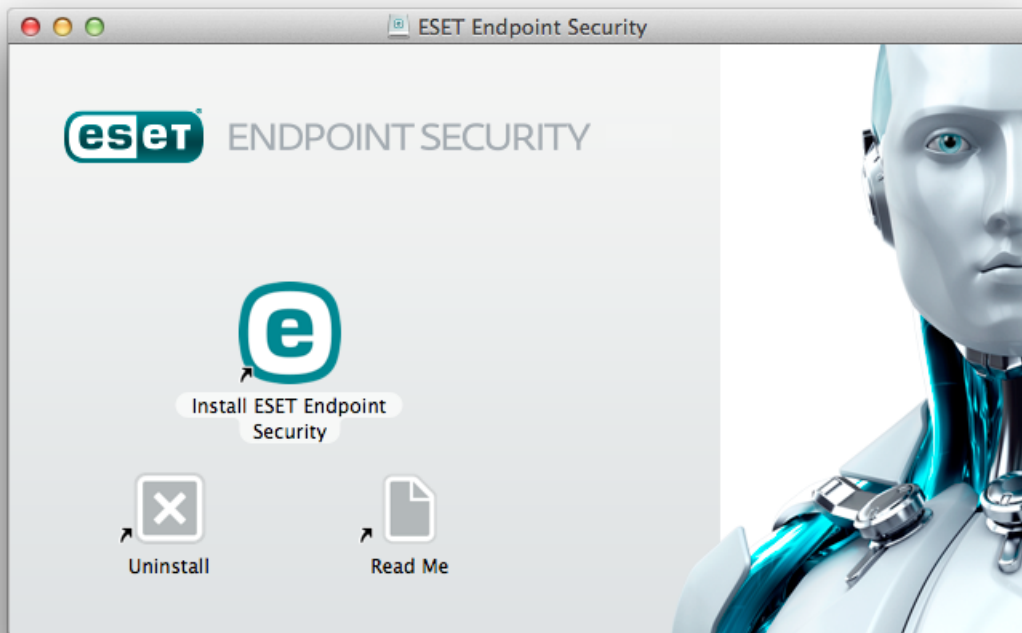 ESET Endpoint Security
eseT® ENDPOINT SECURITY
e
Install ESET Endpoint
Security
Uninstall
Read Me